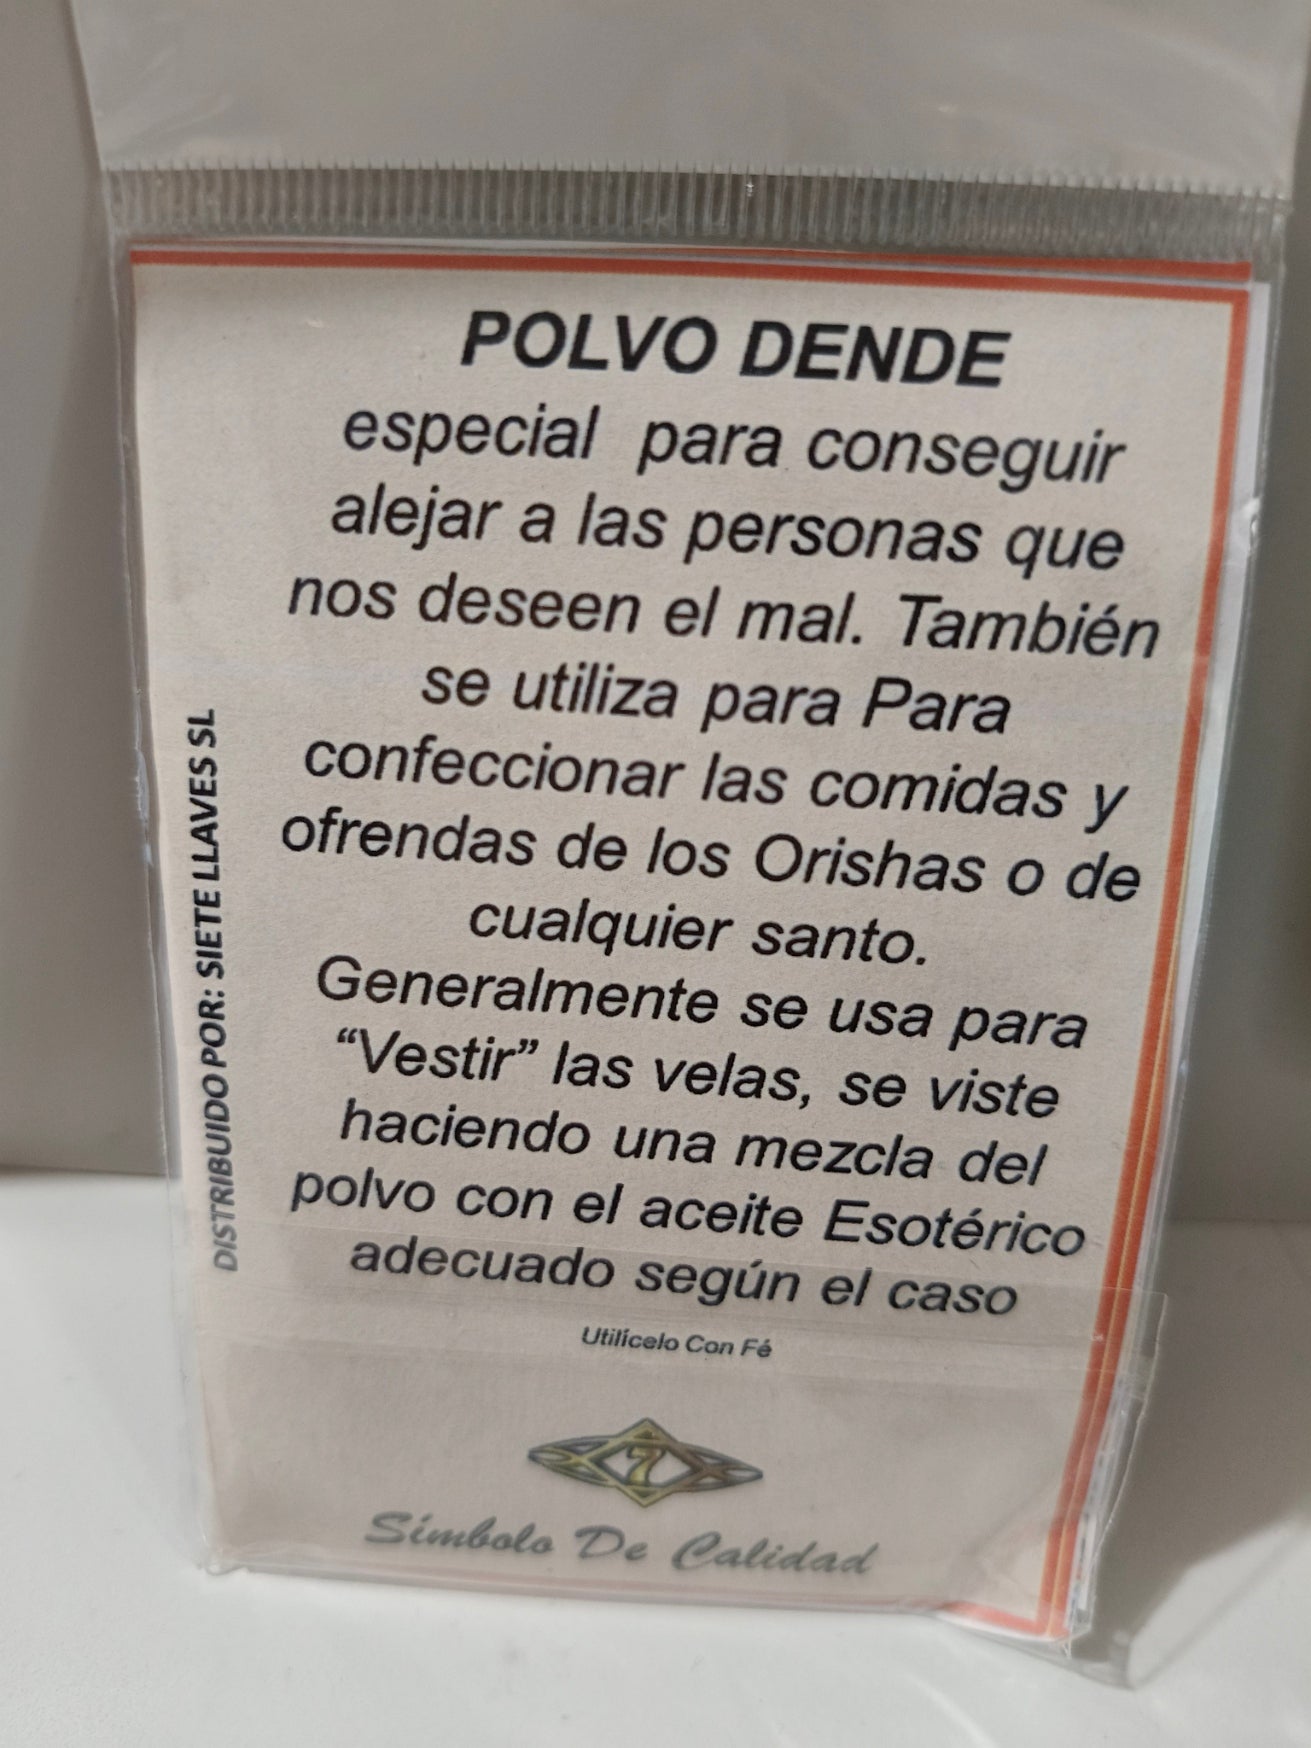 POLVO DENDE
especial para conseguir
alejar a las personas que
nos deseen el mal. También
se utiliza para Para
confeccionar las comidas y
ofrendas de los Orishas o de
cualquier santo.
Generalmente se usa para
“Vestir” las velas, se viste
haciendo una mezcla del
polvo con el aceite Esotérico
adecuado según el caso
Utilícelo Con Fé
7
Símbolo De Calidad
DISTRIBUIDO POR: SIETE LLAVES SL